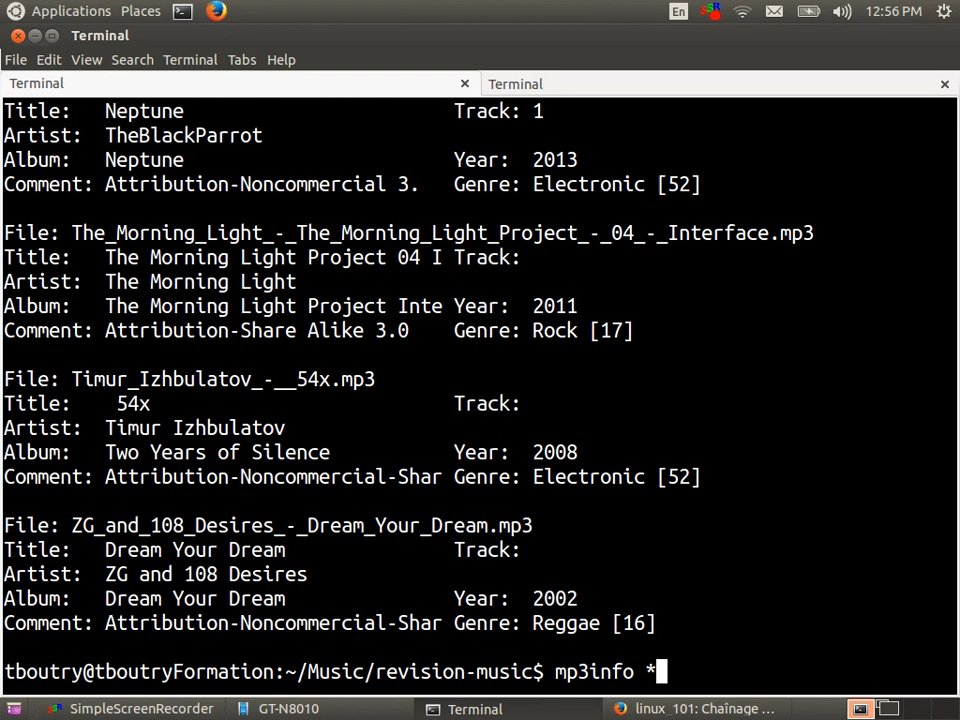 Applications Places En 12:56 PM
Terminal
File Edit View Search Terminal Tabs Help
Terminal × Terminal ×
Title:   Neptune                        Track: 1
Artist:  TheBlackParrot
Album:   Neptune                        Year:  2013
Comment: Attribution-Noncommercial 3.   Genre: Electronic [52]
File: The_Morning_Light_-_The_Morning_Light_Project_-_04_-_Interface.mp3
Title:   The Morning Light Project 04 I Track:
Artist:  The Morning Light
Album:   The Morning Light Project Inte Year:  2011
Comment: Attribution-Share Alike 3.0    Genre: Rock [17]
File: Timur_Izhbulatov_-__54x.mp3
Title:    54x                           Track:
Artist:  Timur Izhbulatov
Album:   Two Years of Silence           Year:  2008
Comment: Attribution-Noncommercial-Shar Genre: Electronic [52]
File: ZG_and_108_Desires_-_Dream_Your_Dream.mp3
Title:   Dream Your Dream               Track:
Artist:  ZG and 108 Desires
Album:   Dream Your Dream               Year:  2002
Comment: Attribution-Noncommercial-Shar Genre: Reggae [16]
tboutry@tboutryFormation:~/Music/revision-music$ mp3info *
SimpleScreenRecorder GT-N8010 Terminal linux_101: Chaînage ...